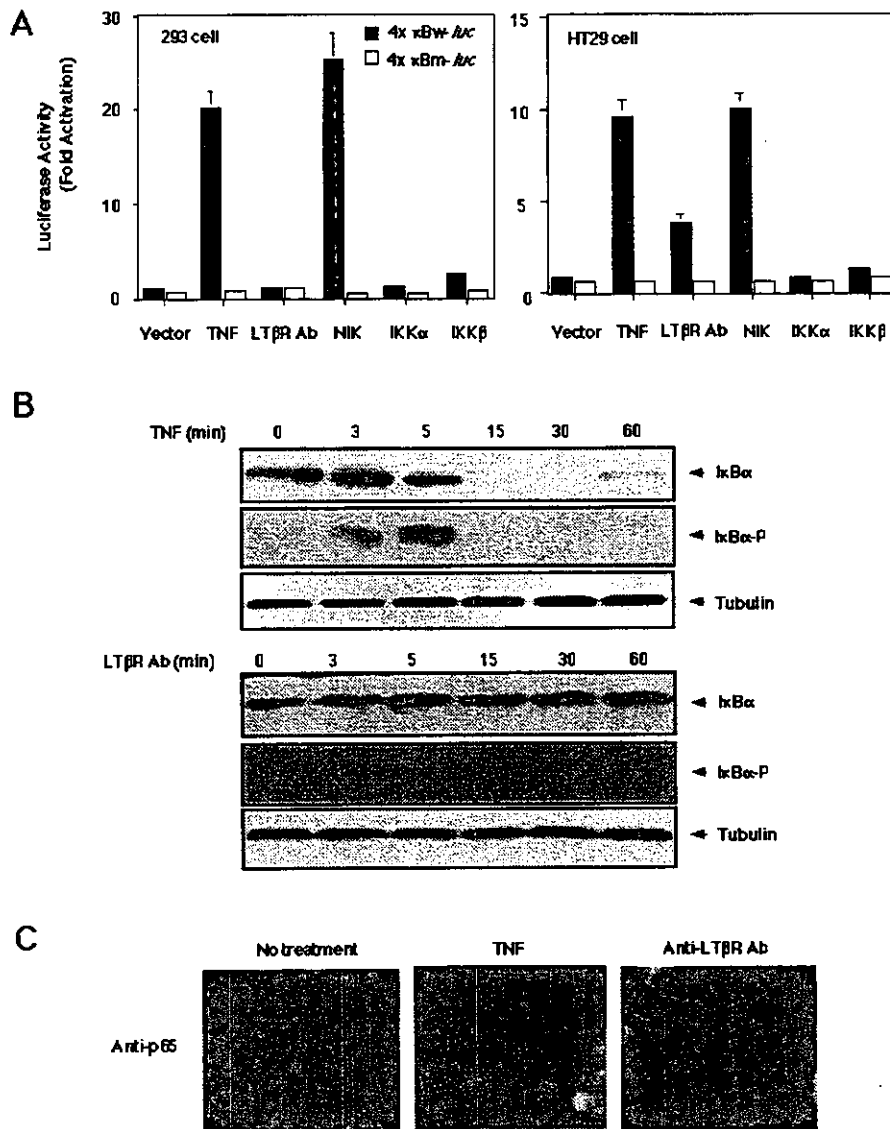 A
30
20
10
0
Luciferase Activity
(Fold Activation)
293 cell
4x κBw-luc
4x κBm-luc
Vector TNF LTβR Ab NIK IKKα IKKβ
15
10
5
0
HT29 cell
Vector TNF LTβR Ab NIK IKKα IKKβ
B
TNF (min) 0 3 5 15 30 60
IκBα
IκBα-P
Tubulin
LTβR Ab (min) 0 3 5 15 30 60
IκBα
IκBα-P
Tubulin
C
No treatment TNF Anti-LTβR Ab
Anti-p65